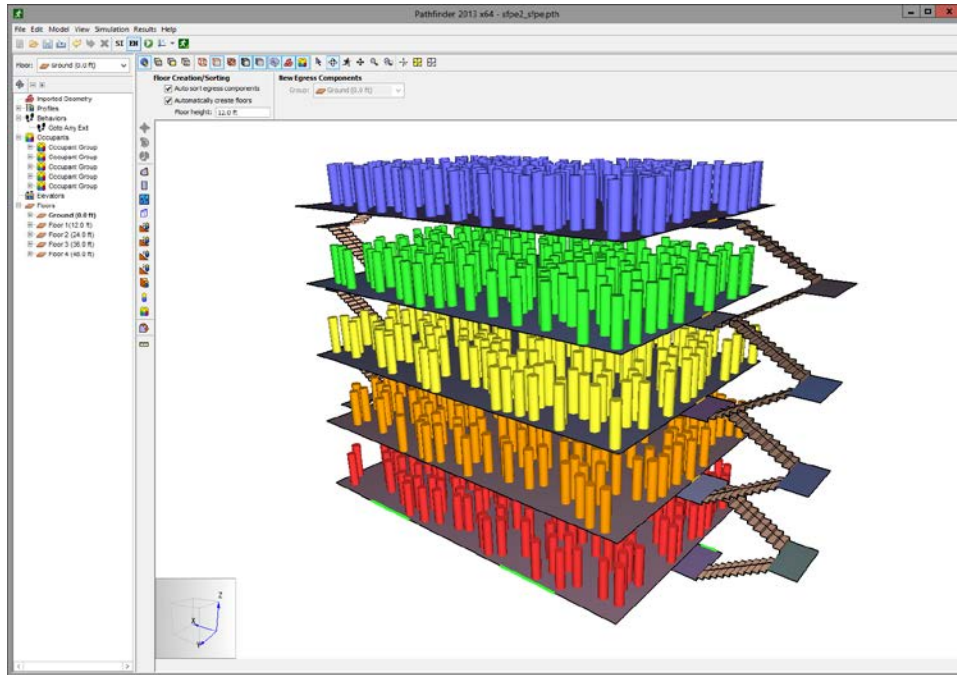 Pathfinder 2013 x64 - sfpe2_sfpe.pth
File Edit Model View Simulation Results Help
SI EN
Floor: Ground (0.0 ft)
Floor Creation/Sorting
Auto sort egress components
Automatically create floors
Floor height: 12.0 ft
New Egress Components
Group: Ground (0.0 ft)
Imported Geometry
Profiles
Behaviors
Goto Any Exit
Occupants
Occupant Group
Occupant Group
Occupant Group
Occupant Group
Occupant Group
Elevators
Floors
Ground (0.0 ft)
Floor 1(12.0 ft)
Floor 2 (24.0 ft)
Floor 3 (36.0 ft)
Floor 4 (48.0 ft)
Z
X
Y